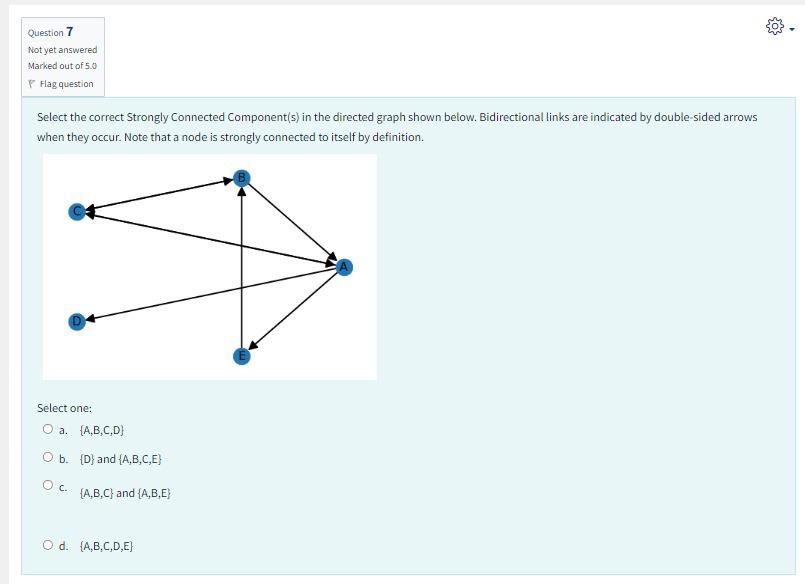 Question 7
Not yet answered
Marked out of 5.0
Flag question
Select the correct Strongly Connected Component(s) in the directed graph shown below. Bidirectional links are indicated by double-sided arrows
when they occur. Note that a node is strongly connected to itself by definition.
B
C
A
D
E
Select one:
a. {A,B,C,D}
b. {D} and {A,B,C,E}
c. {A,B,C} and {A,B,E}
d. {A,B,C,D,E}